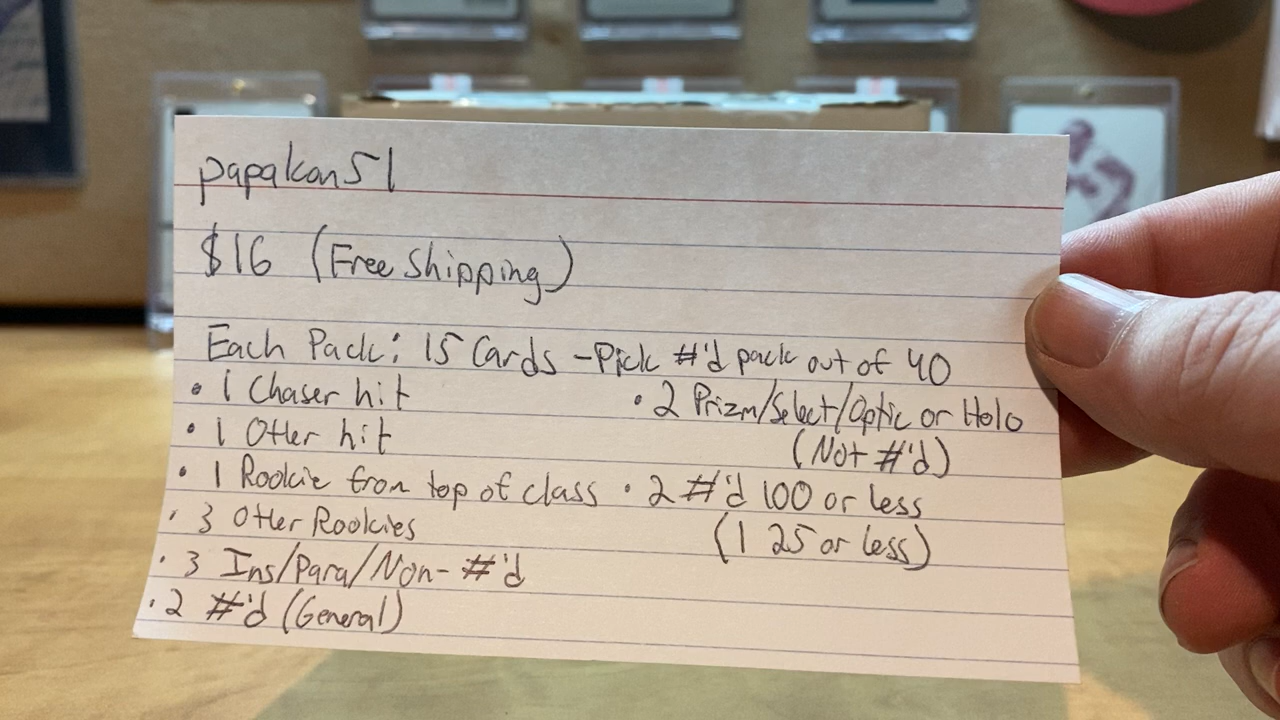 papakon51
$16 (Free Shipping)
Each Pack: 15 Cards - Pick #'d pack out of 40
• 1 Chaser hit
• 1 Other hit
• 1 Rookie from top of class
• 3 Other Rookies
• 3 Ins/Para/Non-#'d
• 2 #'d (General)
• 2 Prizm/Select/Optic or Holo
(Not #'d)
• 2 #'d 100 or less
(1 25 or less)